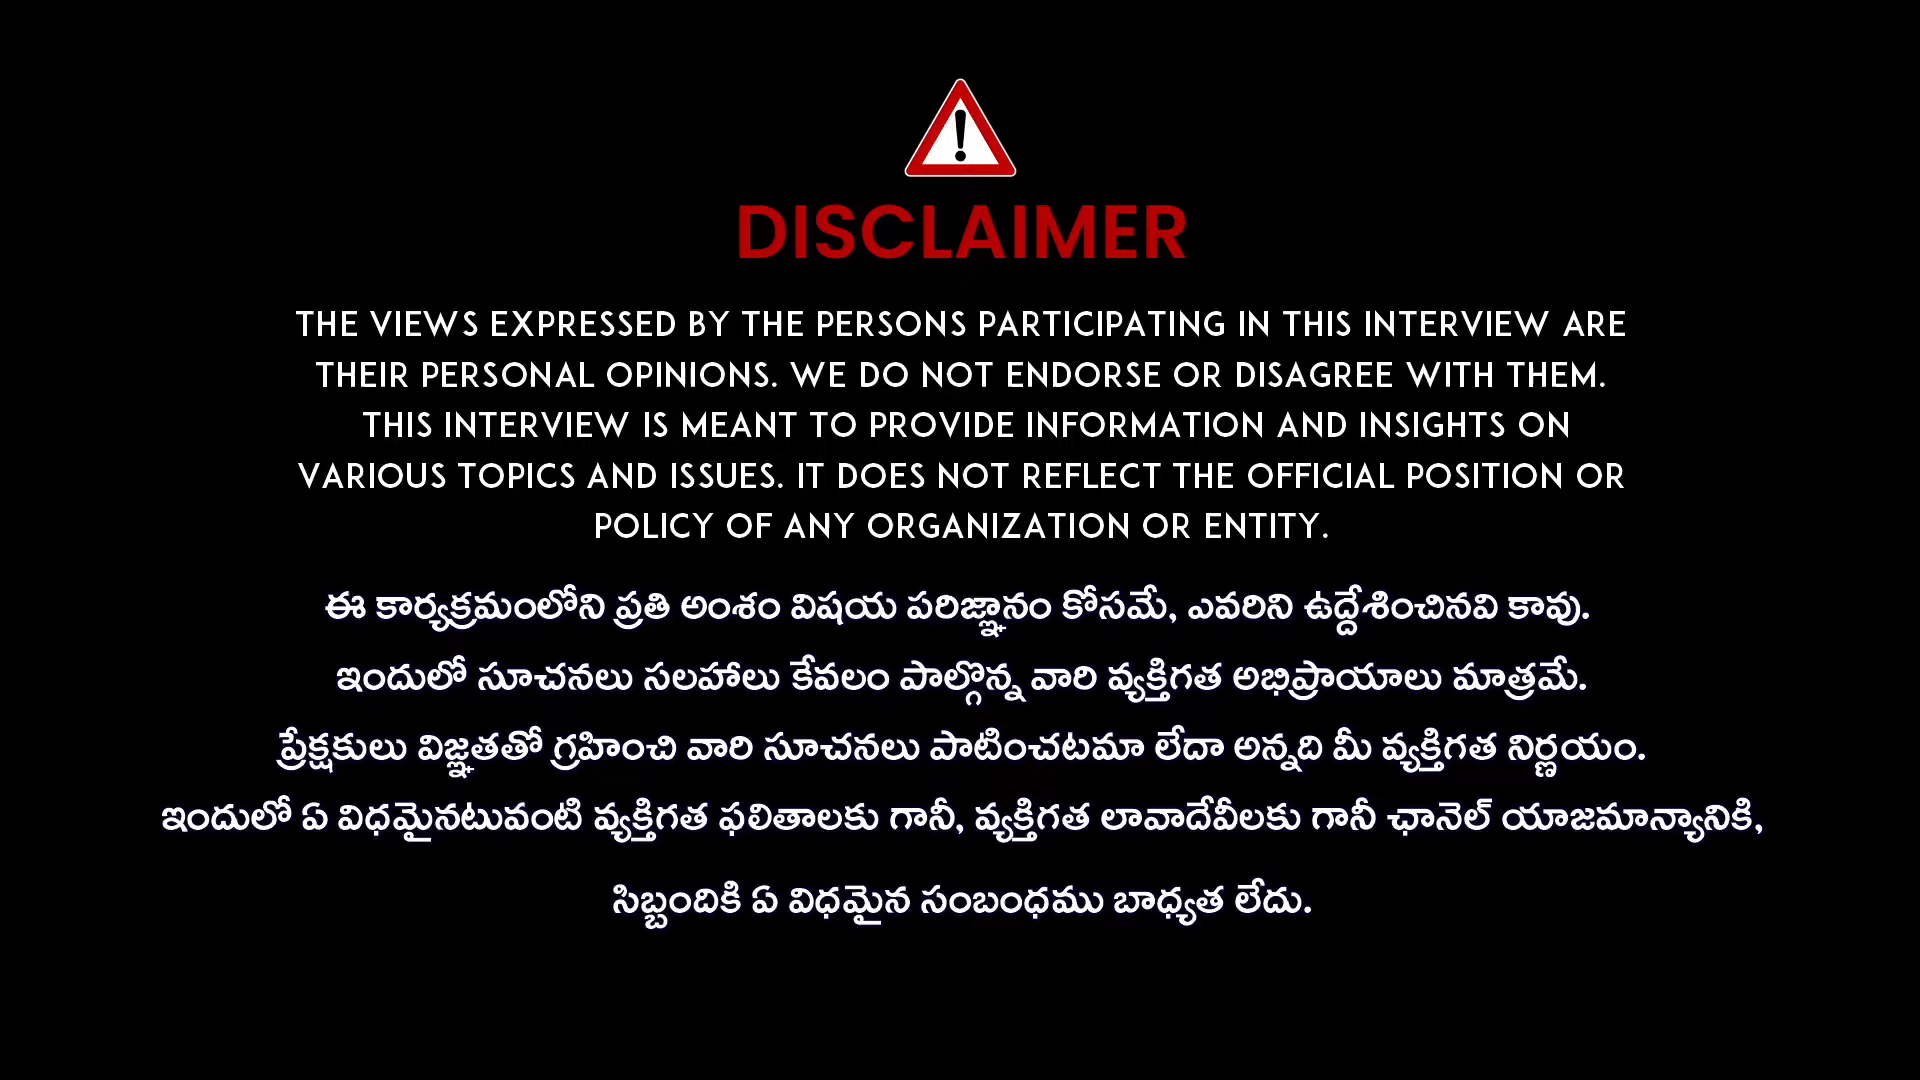 DISCLAIMER
THE VIEWS EXPRESSED BY THE PERSONS PARTICIPATING IN THIS INTERVIEW ARE
THEIR PERSONAL OPINIONS. WE DO NOT ENDORSE OR DISAGREE WITH THEM.
THIS INTERVIEW IS MEANT TO PROVIDE INFORMATION AND INSIGHTS ON
VARIOUS TOPICS AND ISSUES. IT DOES NOT REFLECT THE OFFICIAL POSITION OR
POLICY OF ANY ORGANIZATION OR ENTITY.
ఈ కార్యక్రమంలోని ప్రతి అంశం విషయ పరిజ్ఞానం కోసమే, ఎవరిని ఉద్దేశించినవి కావు.
ఇందులో సూచనలు సలహాలు కేవలం పాల్గొన్న వారి వ్యక్తిగత అభిప్రాయాలు మాత్రమే.
ప్రేక్షకులు విజ్ఞతతో గ్రహించి వారి సూచనలు పాటించటమా లేదా అన్నది మీ వ్యక్తిగత నిర్ణయం.
ఇందులో ఏ విధమైనటువంటి వ్యక్తిగత ఫలితాలకు గానీ, వ్యక్తిగత లావాదేవీలకు గానీ ఛానెల్ యాజమాన్యానికి,
సిబ్బందికి ఏ విధమైన సంబంధము బాధ్యత లేదు.